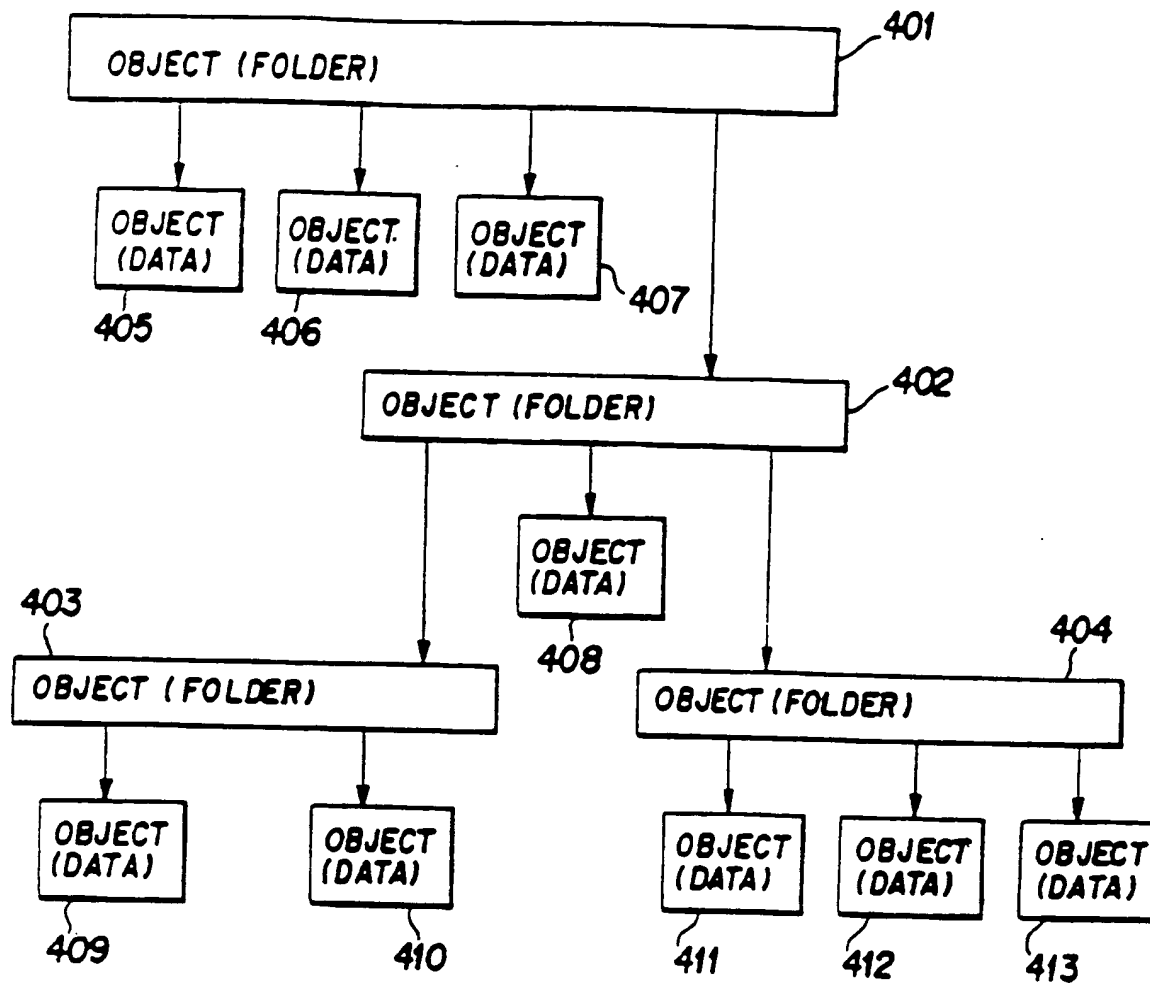 401
OBJECT (FOLDER)
OBJECT
(DATA)
OBJECT.
(DATA)
OBJECT
(DATA)
405
406
407
402
OBJECT (FOLDER)
OBJECT
(DATA)
408
403
OBJECT (FOLDER)
404
OBJECT (FOLDER)
OBJECT
(DATA)
OBJECT
(DATA)
OBJECT
(DATA)
OBJECT
(DATA)
OBJECT
(DATA)
409
410
411
412
413